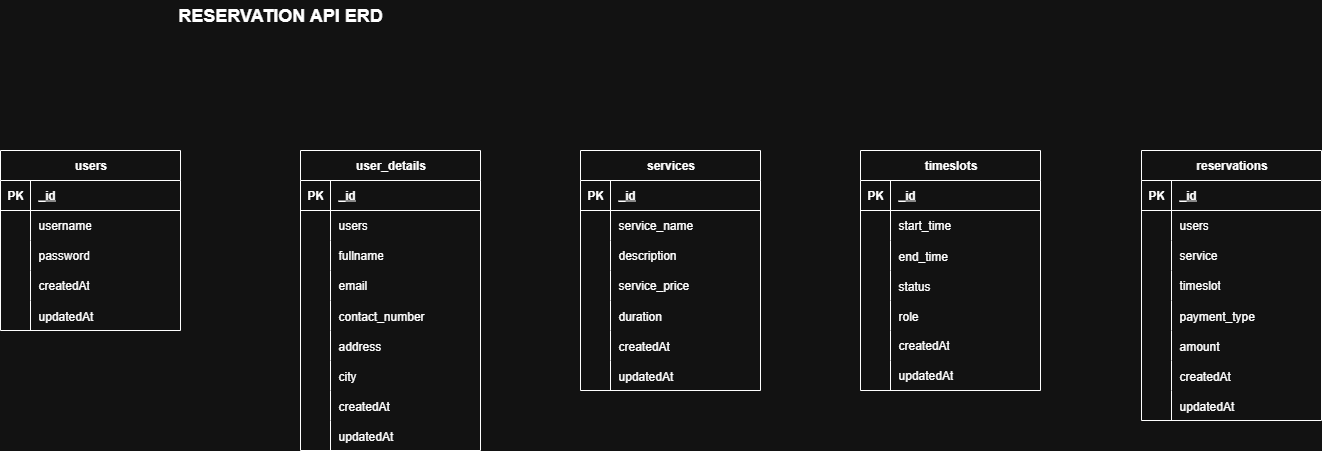 RESERVATION API ERD
users
PK _id
username
password
createdAt
updatedAt
user_details
PK _id
users
fullname
email
contact_number
address
city
createdAt
updatedAt
services
PK _id
service_name
description
service_price
duration
createdAt
updatedAt
timeslots
PK _id
start_time
end_time
status
role
createdAt
updatedAt
reservations
PK _id
users
service
timeslot
payment_type
amount
createdAt
updatedAt